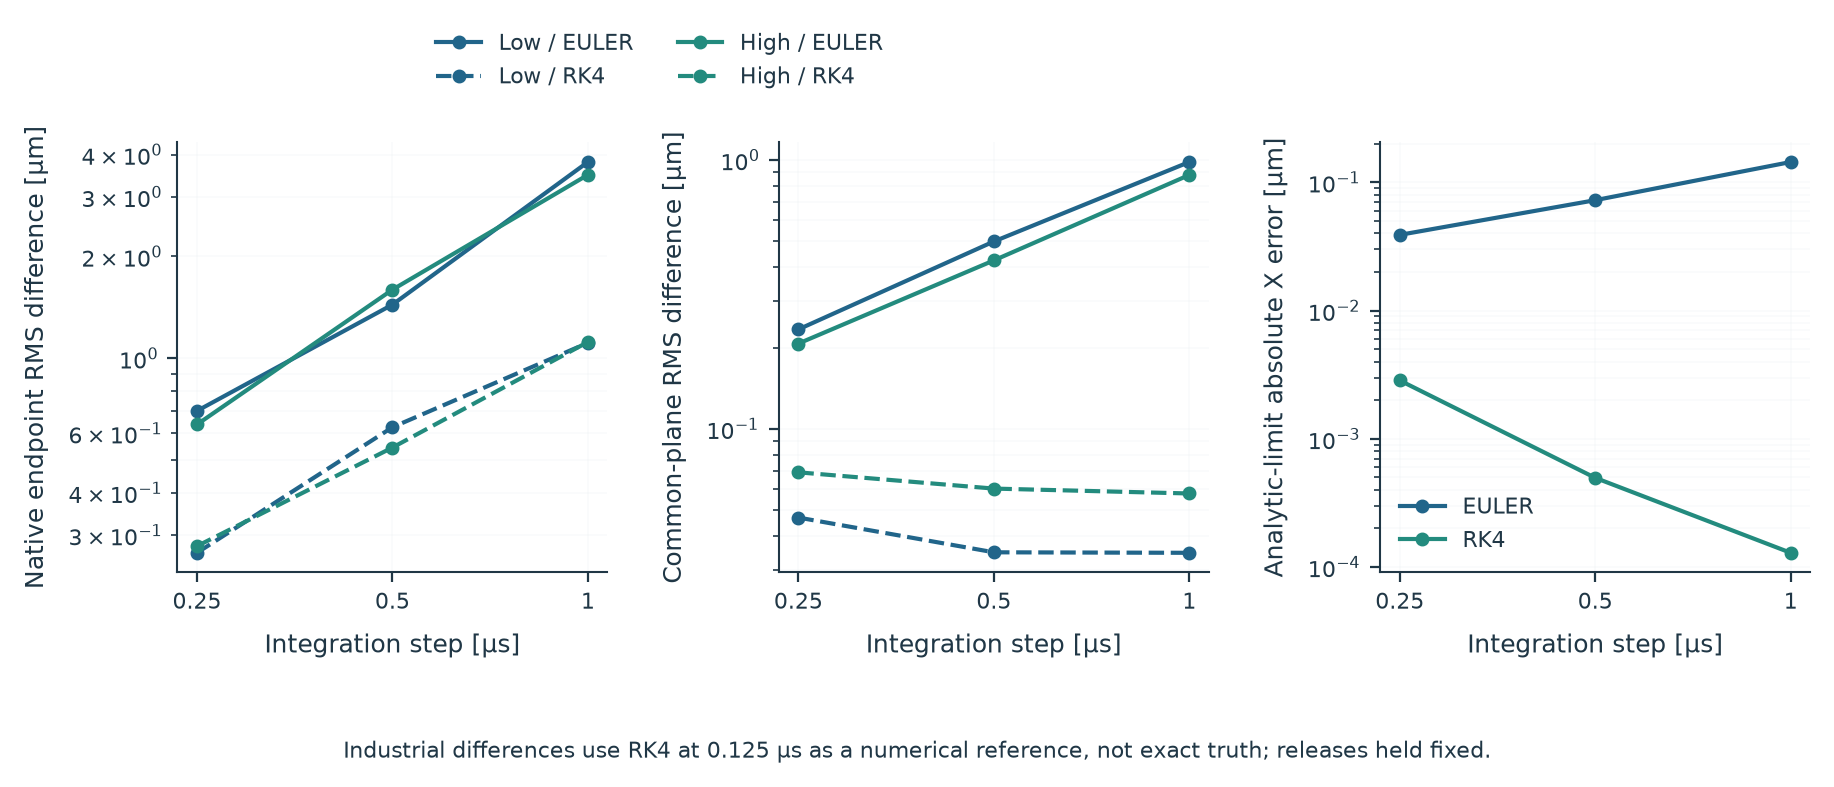 Low / EULER
Low / RK4
High / EULER
High / RK4
Native endpoint RMS difference [µm]
4 × 10⁰
3 × 10⁰
2 × 10⁰
10⁰
6 × 10⁻¹
4 × 10⁻¹
3 × 10⁻¹
0.25 0.5 1
Integration step [µs]
Common-plane RMS difference [µm]
10⁰
10⁻¹
0.25 0.5 1
Integration step [µs]
Analytic-limit absolute X error [µm]
10⁻¹
10⁻²
10⁻³
10⁻⁴
EULER
RK4
0.25 0.5 1
Integration step [µs]
Industrial differences use RK4 at 0.125 µs as a numerical reference, not exact truth; releases held fixed.